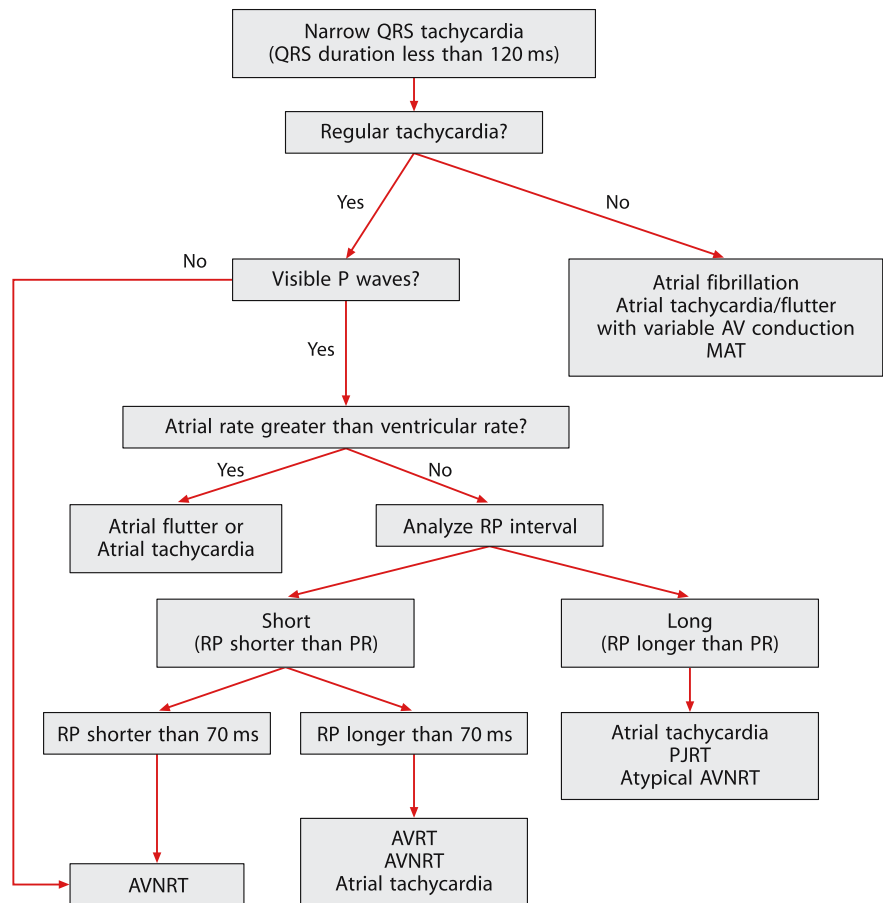 Narrow QRS tachycardia
(QRS duration less than 120 ms)
Regular tachycardia?
Yes
No
No
Visible P waves?
Atrial fibrillation
Atrial tachycardia/flutter
with variable AV conduction
MAT
Yes
Atrial rate greater than ventricular rate?
Yes
No
Atrial flutter or
Atrial tachycardia
Analyze RP interval
Short
(RP shorter than PR)
Long
(RP longer than PR)
RP shorter than 70 ms
RP longer than 70 ms
Atrial tachycardia
PJRT
Atypical AVNRT
AVRT
AVNRT
Atrial tachycardia
AVNRT